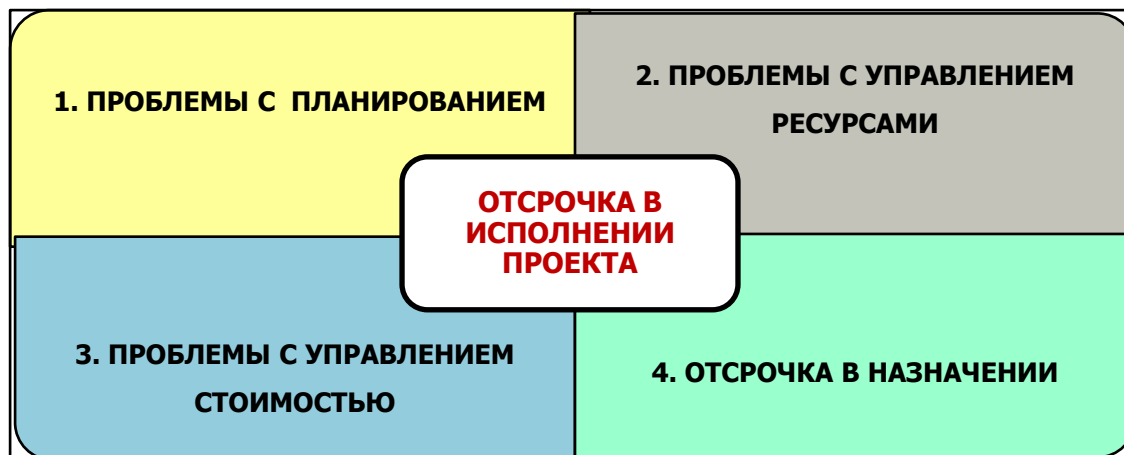 1. ПРОБЛЕМЫ С ПЛАНИРОВАНИЕМ
2. ПРОБЛЕМЫ С УПРАВЛЕНИЕМ
РЕСУРСАМИ
ОТСРОЧКА В
ИСПОЛНЕНИИ
ПРОЕКТА
3. ПРОБЛЕМЫ С УПРАВЛЕНИЕМ
СТОИМОСТЬЮ
4. ОТСРОЧКА В НАЗНАЧЕНИИ